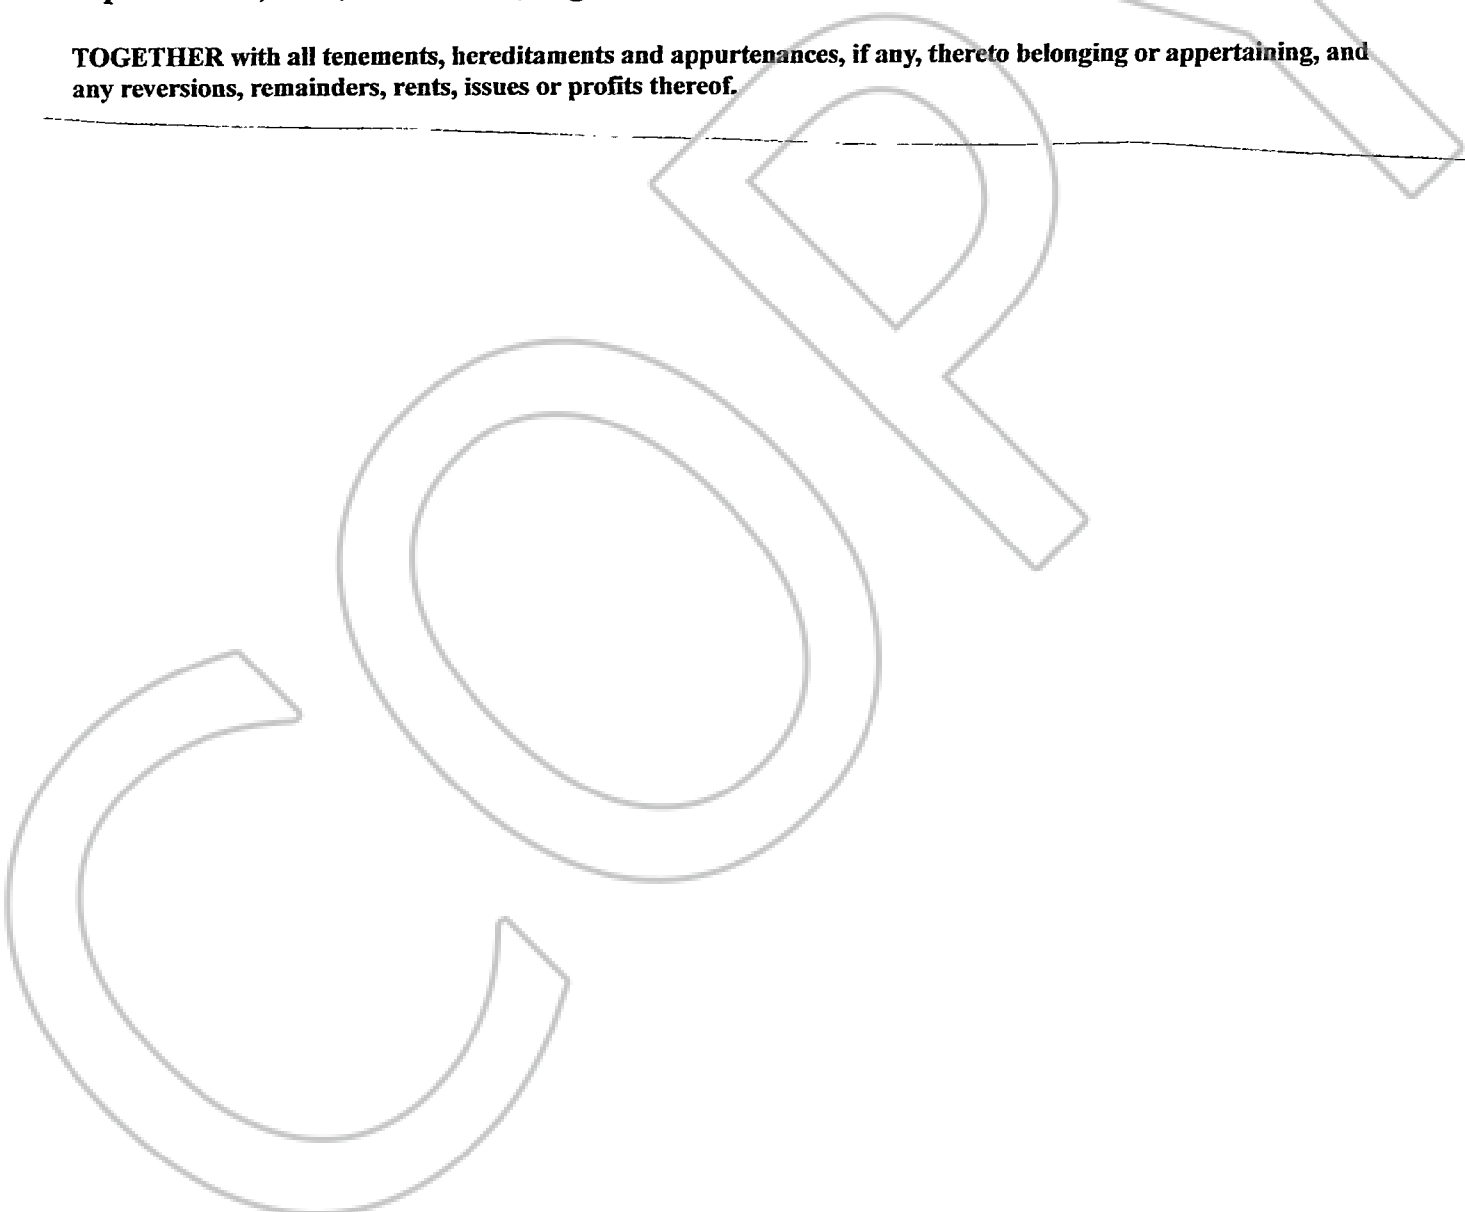 TOGETHER with all tenements, hereditaments and appurtenances, if any, thereto belonging or appertaining, and
any reversions, remainders, rents, issues or profits thereof.
COPY